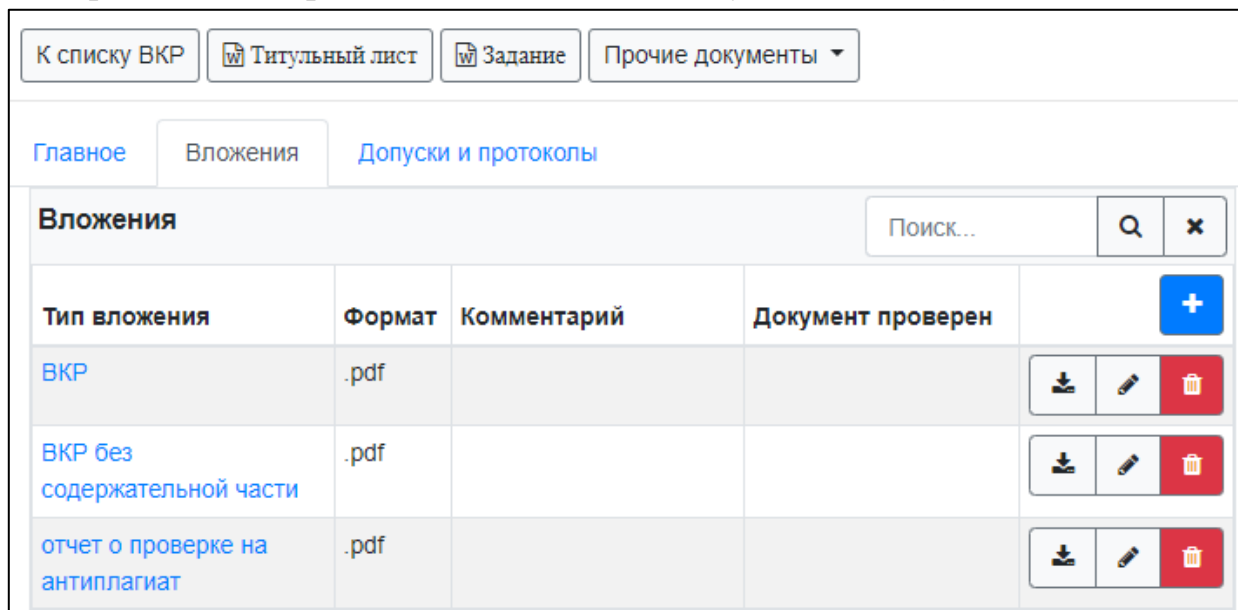 К списку ВКР Титульный лист Задание Прочие документы
Главное Вложения Допуски и протоколы
Вложения Поиск...
Тип вложения Формат Комментарий Документ проверен
ВКР .pdf
ВКР без .pdf
содержательной части
отчет о проверке на .pdf
антиплагиат